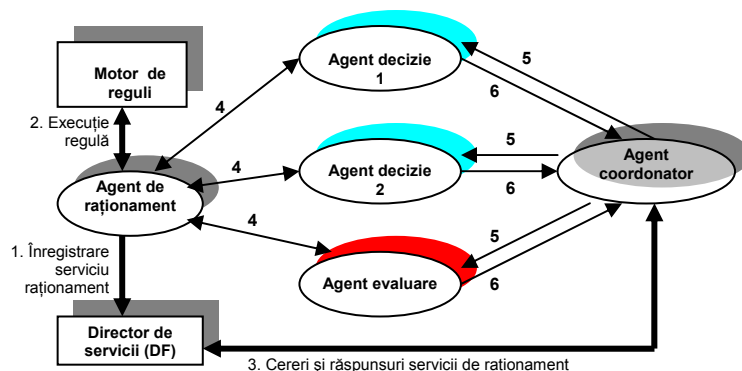 Motor de
reguli
2. Execuție
regulă
Agent de
raționament
1. Înregistrare
serviciu
raționament
Director de
servicii (DF)
4
4
4
Agent decizie
1
Agent decizie
2
Agent evaluare
5
6
5
6
5
6
Agent
coordonator
3. Cereri și răspunsuri servicii de rationament